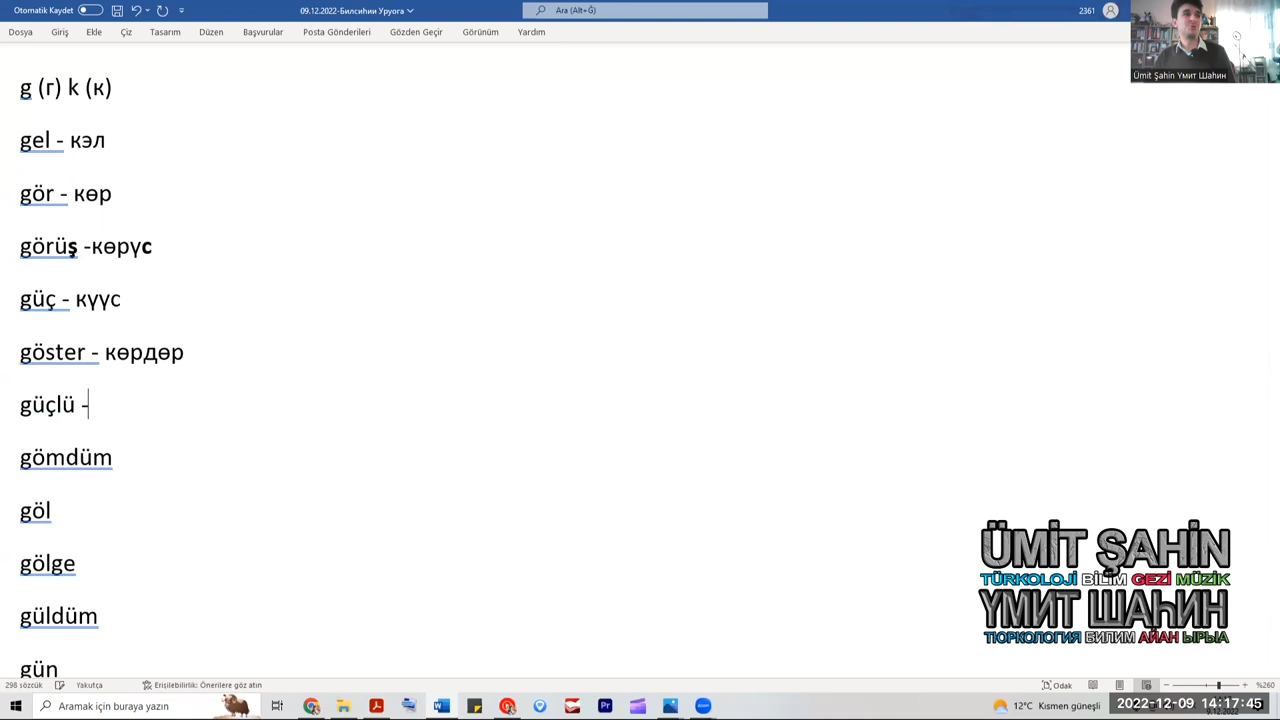 Otomatik Kaydet
09.12.2022-Билсиһии Уруога
Ara (Alt+Ğ)
2361
Dosya Giriş Ekle Çiz Tasarım Düzen Başvurular Posta Gönderileri Gözden Geçir Görünüm Yardım
Ümit Şahin Үмит Шаһин
g (г) k (к)
gel - кэл
gör - көр
görüş -көрүс
güç - күүс
göster - көрдөр
güçlü -
gömdüm
göl
gölge
güldüm
gün
ÜMİT ŞAHİN
TÜRKOLOJİ BİLİM GEZİ MÜZİK
ҮМИТ ШАҺИН
ТЮРКОЛОГИЯ БИЛИМ АЙАН ЫРЫА
298 sözcük Yakutça Erişilebilirlik: Önerilere göz atın Odak %260
Aramak için buraya yazın
12°C Kısmen güneşli
2022-12-09 14:17:45